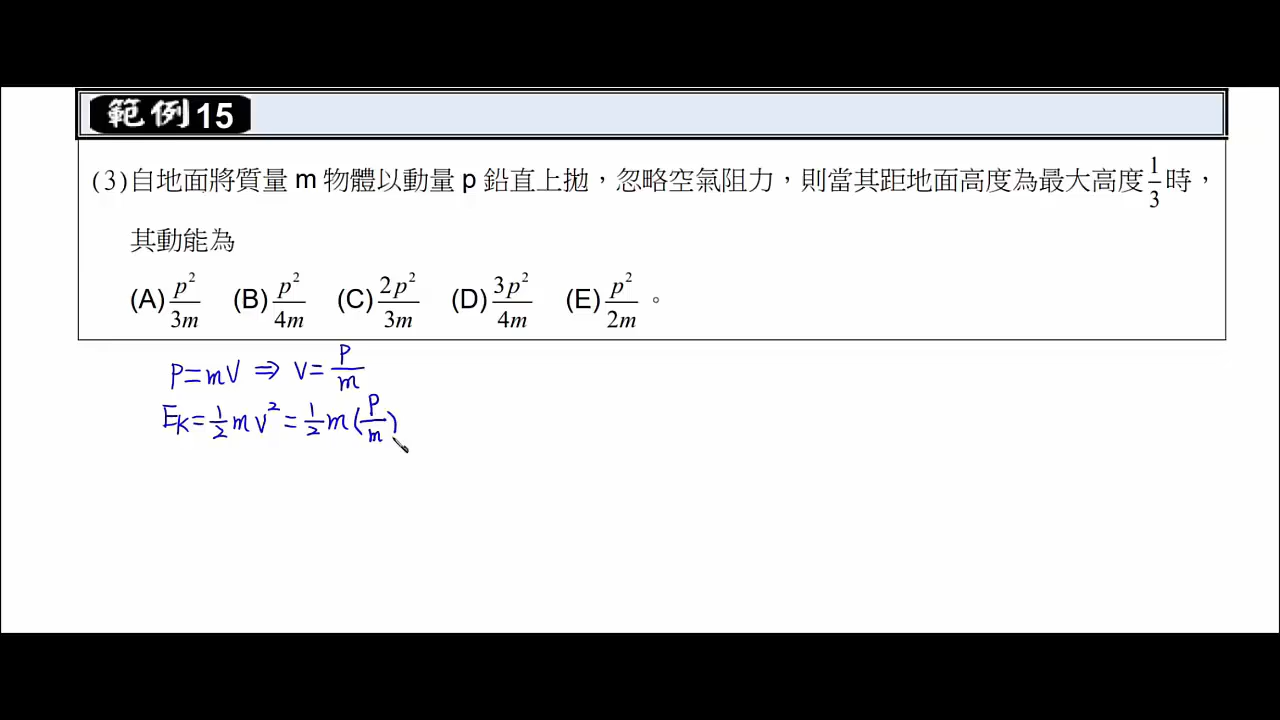 範例15
(3)自地面將質量 m 物體以動量 p 鉛直上拋，忽略空氣阻力，則當其距地面高度為最大高度 1/3 時，
其動能為
(A) p²/3m (B) p²/4m (C) 2p²/3m (D) 3p²/4m (E) p²/2m 。
P=mV ⇒ V= P/m
Eₖ= 1/2 mV² = 1/2 m(P/m)